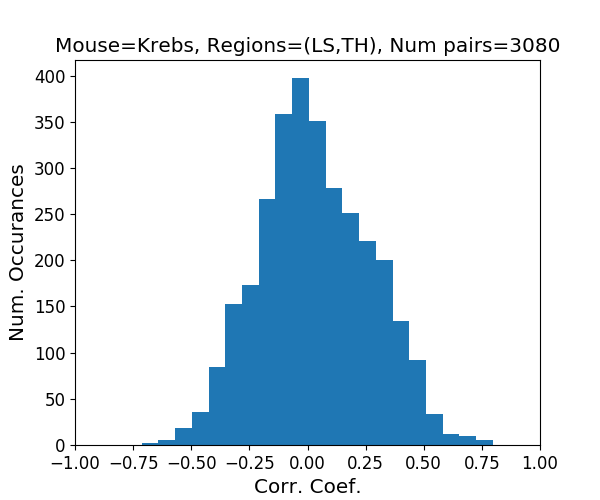 Mouse=Krebs, Regions=(LS,TH), Num pairs=3080
400
350
300
250
200
150
100
50
0
Num. Occurances
−1.00 −0.75 −0.50 −0.25 0.00 0.25 0.50 0.75 1.00
Corr. Coef.